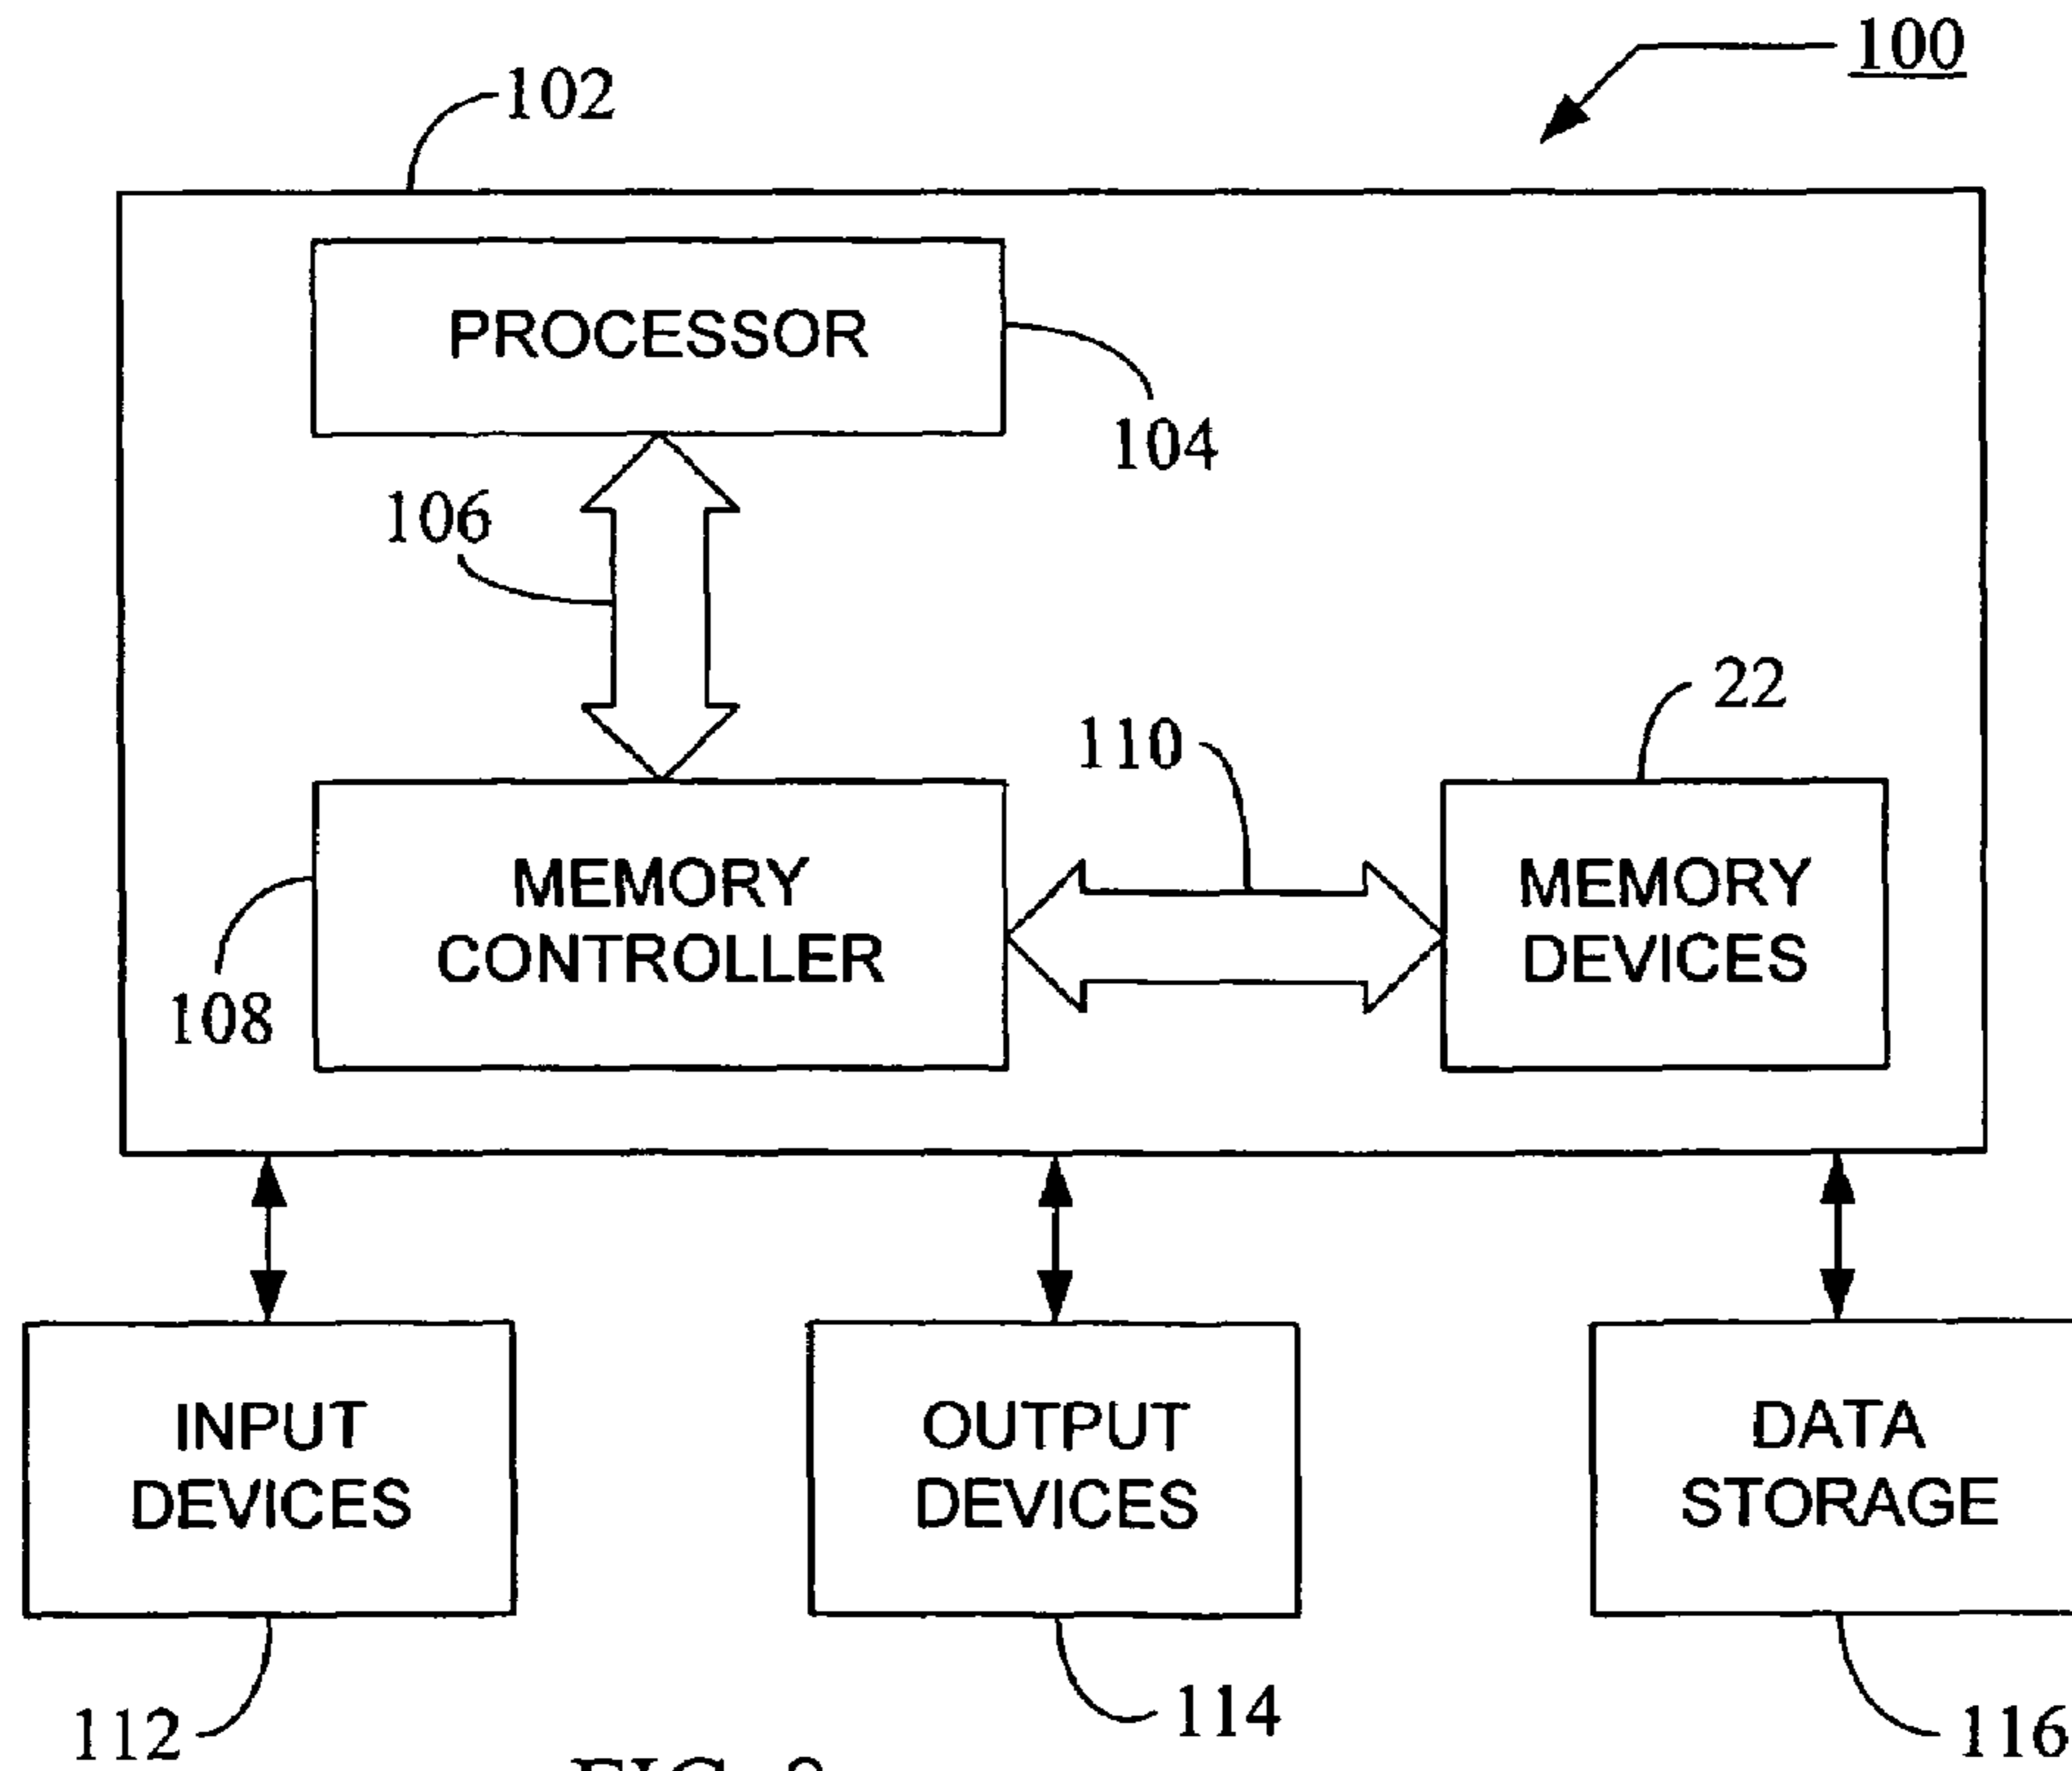 100
102
PROCESSOR
104
106
22
110
MEMORY
CONTROLLER
MEMORY
DEVICES
108
INPUT
DEVICES
OUTPUT
DEVICES
DATA
STORAGE
112
114
116
FIG.